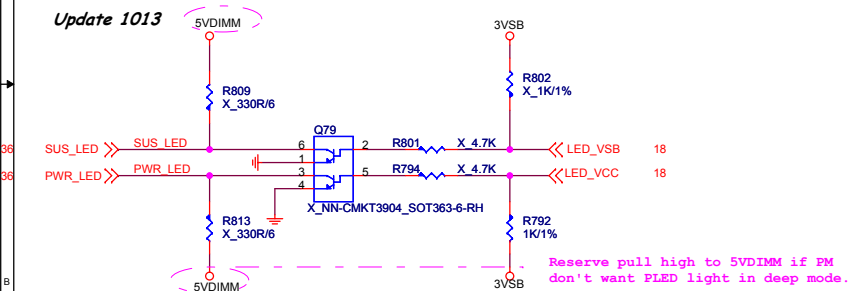 Update 1013
5VDIMM
3VSB
R809
X_330R/6
R802
X_1K/1%
Q79
36 SUS_LED SUS_LED 6 2 R801 X_4.7K LED_VSB 18
1
36 PWR_LED PWR_LED 3 5 R794 X_4.7K LED_VCC 18
4
X_NN-CMKT3904_SOT363-6-RH
R813
X_330R/6
R792
1K/1%
5VDIMM
3VSB
Reserve pull high to 5VDIMM if PM
don't want PLED light in deep mode.
B